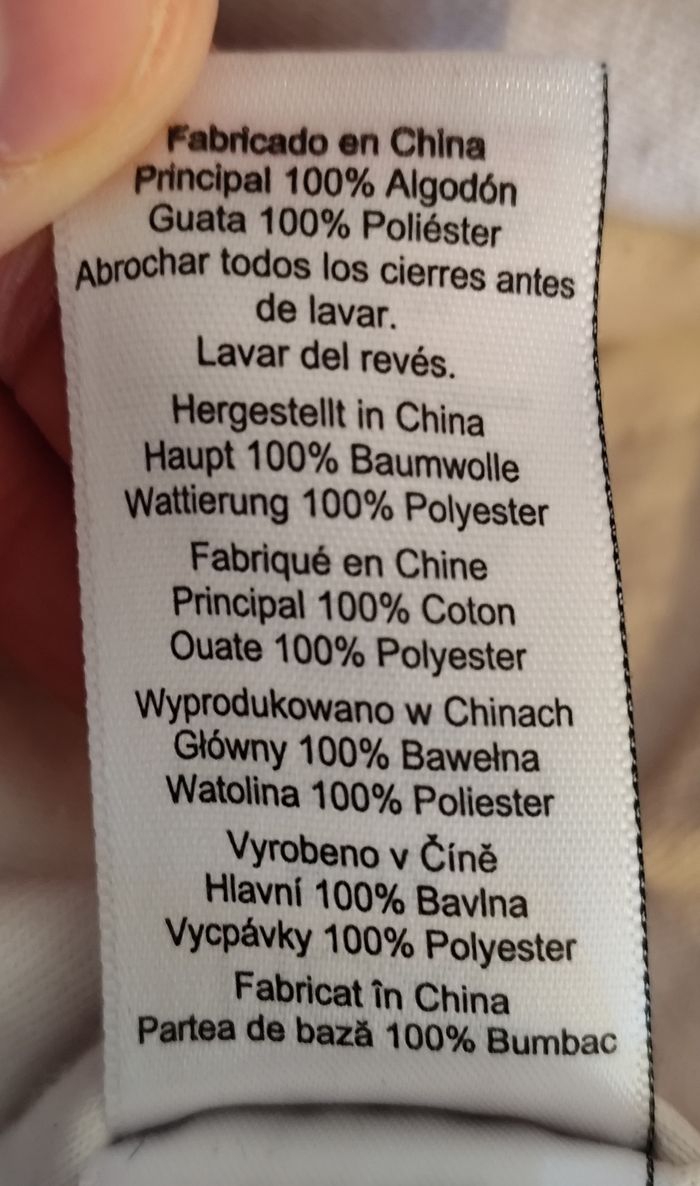 Fabricado en China
Principal 100% Algodón
Guata 100% Poliéster
Abrochar todos los cierres antes
de lavar.
Lavar del revés.
Hergestellt in China
Haupt 100% Baumwolle
Wattierung 100% Polyester
Fabriqué en Chine
Principal 100% Coton
Ouate 100% Polyester
Wyprodukowano w Chinach
Główny 100% Bawełna
Watolina 100% Poliester
Vyrobeno v Číně
Hlavní 100% Bavlna
Vycpávky 100% Polyester
Fabricat în China
Partea de bază 100% Bumbac